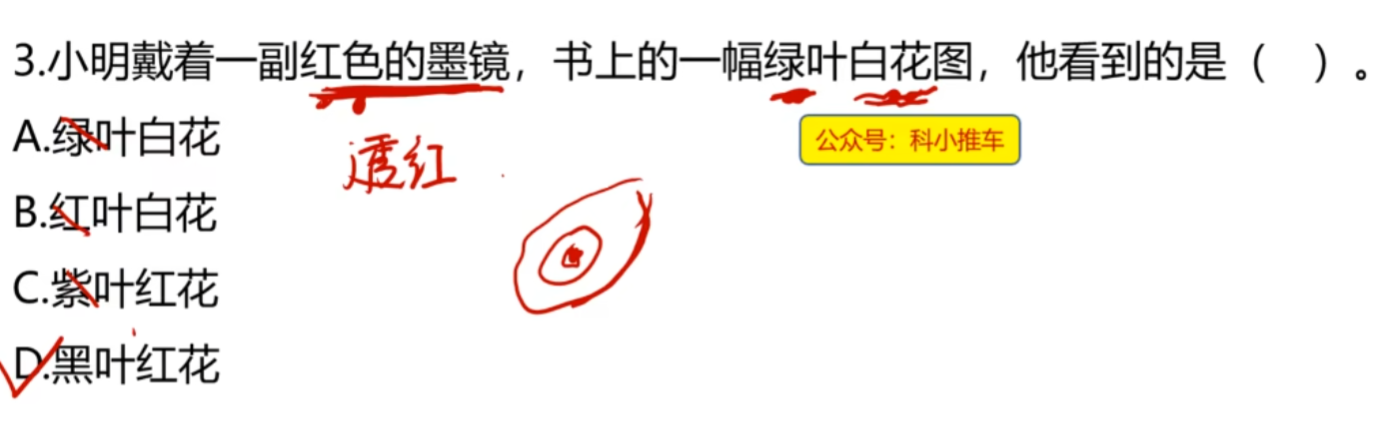 3.小明戴着一副红色的墨镜，书上的一幅绿叶白花图，他看到的是（ ）。
公众号：科小推车
A.绿叶白花
透红
B.红叶白花
C.紫叶红花
D.黑叶红花